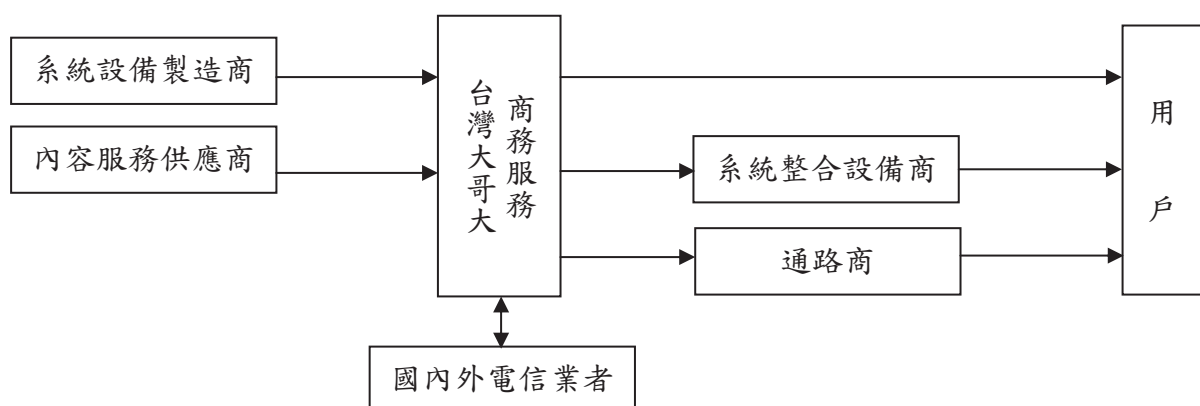 系統設備製造商
內容服務供應商
台灣大哥大
商務服務
系統整合設備商
通路商
用戶
國內外電信業者